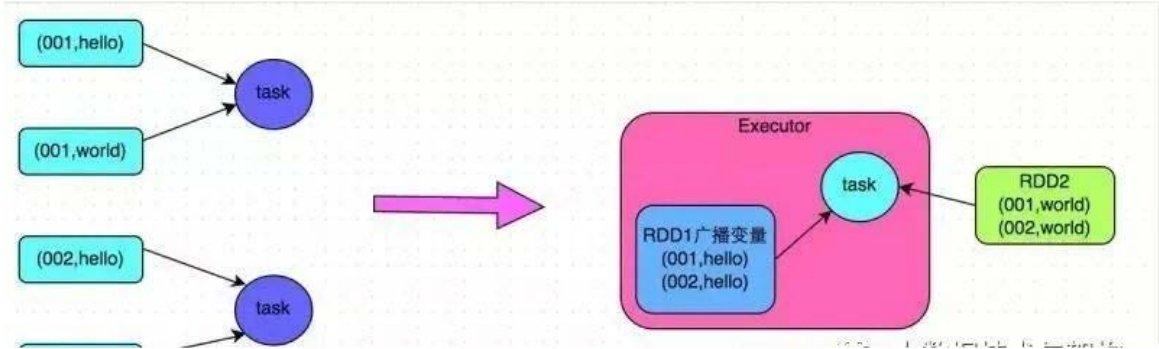 (001,hello)
task
(001,world)
(002,hello)
task
Executor
task
RDD1广播变量
(001,hello)
(002,hello)
RDD2
(001,world)
(002,world)